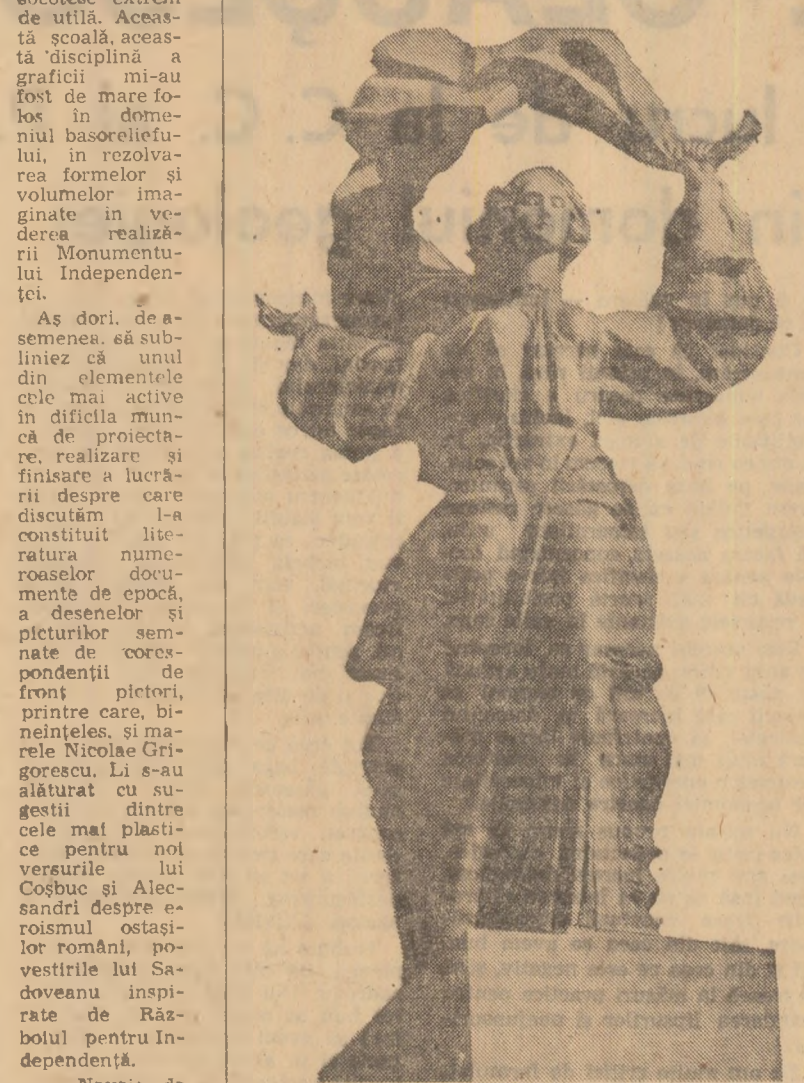 de utilă. Aceas-
tă școală, aceas-
tă disciplină a
graficii mi-au
fost de mare fo-
los în dome-
niul basoreliefu-
lui, in rezolva-
rea formelor și
volumelor ima-
ginate in ve-
derea realiză-
rii Monumentu-
lui Independen-
ței.
Aș dori, de a-
semenea, să sub-
liniez că unul
din elementele
cele mai active
în dificila mun-
că de proiecta-
re, realizare și
finisare a lucră-
rii despre care
discutăm l-a
constituit lite-
ratura nume-
roaselor docu-
mente de epocă,
a desenelor și
picturilor sem-
nate de cores-
pondenții de
front pictori,
printre care, bi-
neînțeles, și ma-
rele Nicolae Gri-
gorescu. Li s-au
alăturat cu su-
gestii dintre
cele mai plasti-
ce pentru noi
versurile lui
Coșbuc și Alec-
sandri despre e-
roismul ostași-
lor români, po-
vestirile lui Sa-
doveanu inspi-
rate de Răz-
boiul pentru In-
dependență.